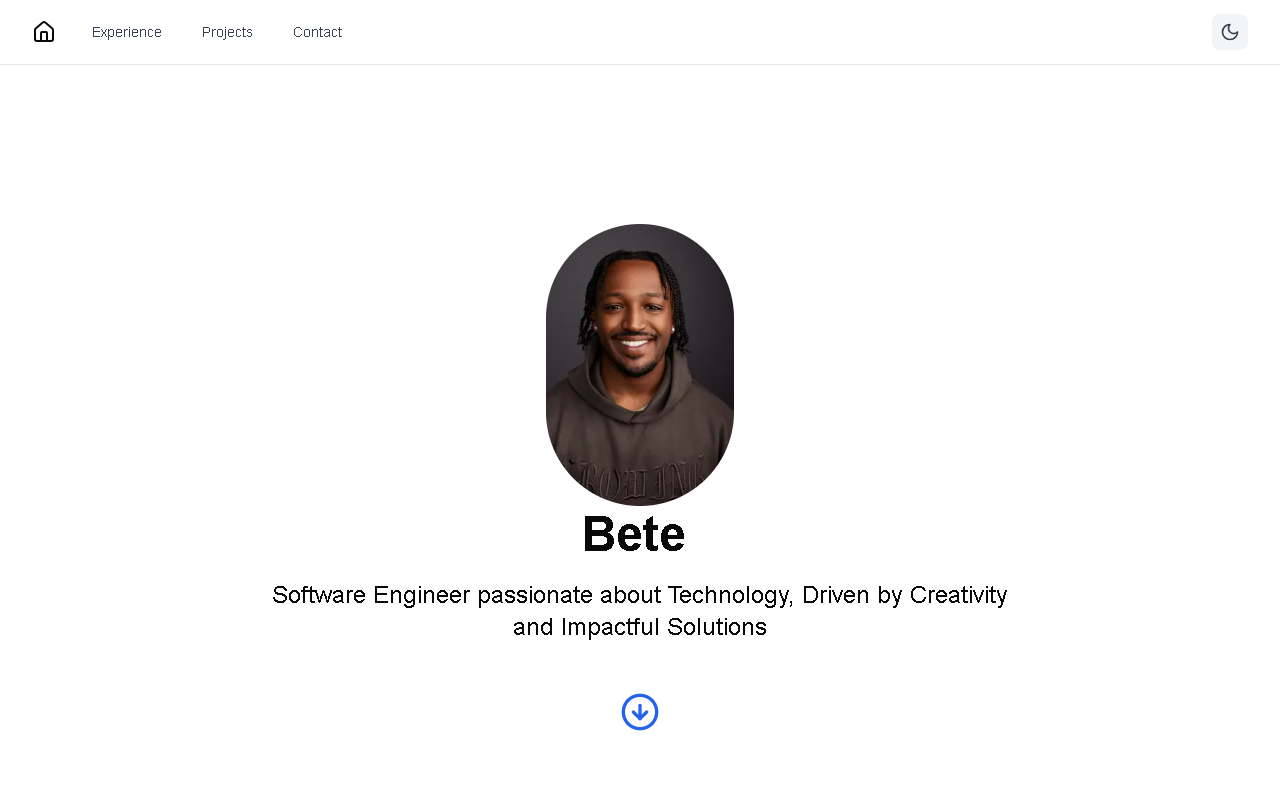 Experience
Projects
Contact
Bete
Software Engineer passionate about Technology, Driven by Creativity
and Impactful Solutions